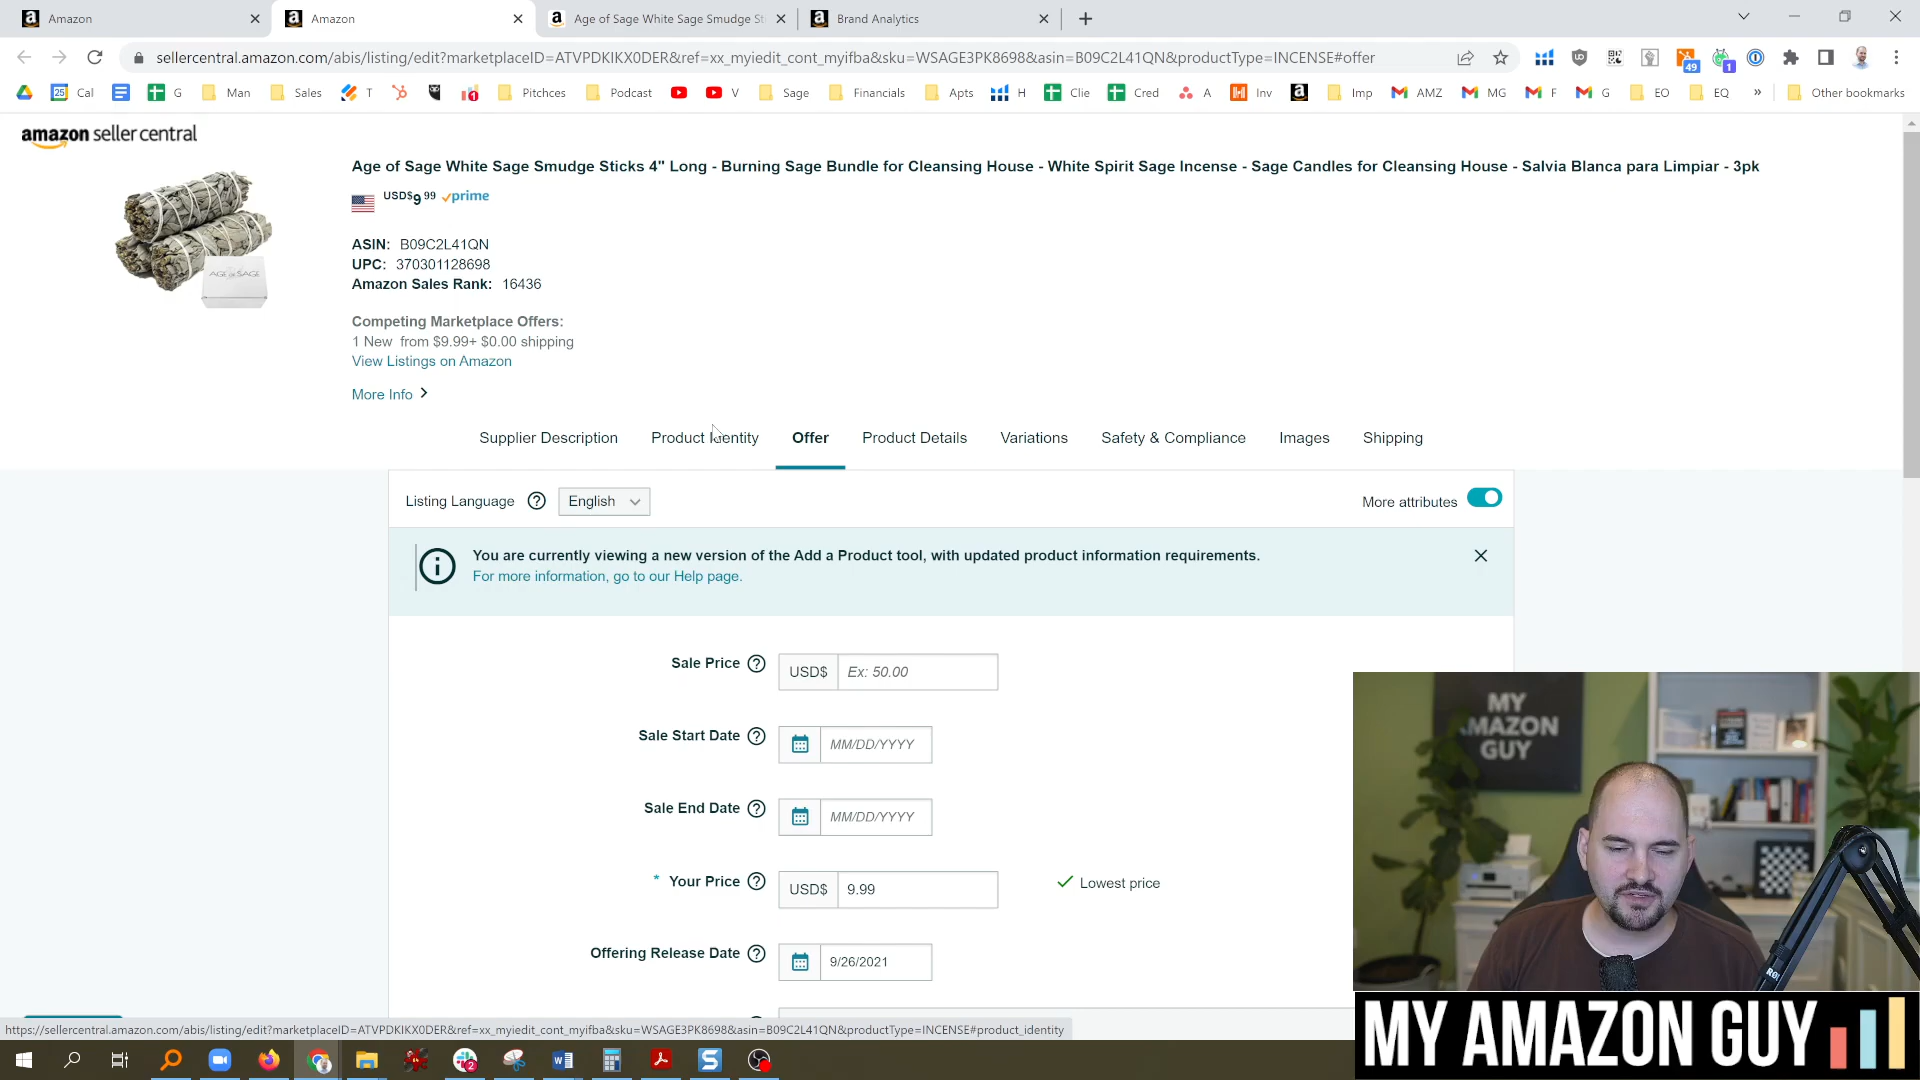 Amazon
Amazon
Age of Sage White Sage Smudge St
Brand Analytics
sellercentral.amazon.com/abis/listing/edit?marketplaceID=ATVPDKIKX0DER&ref=xx_myiedit_cont_myifba&sku=WSAGE3PK8698&asin=B09C2L41QN&productType=INCENSE#offer
49
1
25 Cal
G
Man
Sales
T
Pitchces
Podcast
V
Sage
Financials
Apts
H
Clie
Cred
A
Inv
Imp
AMZ
MG
F
G
EO
EQ
»
Other bookmarks
amazon seller central
Age of Sage White Sage Smudge Sticks 4" Long - Burning Sage Bundle for Cleansing House - White Spirit Sage Incense - Sage Candles for Cleansing House - Salvia Blanca para Limpiar - 3pk
USD$9.99 prime
AGE OF SAGE
ASIN: B09C2L41QN
UPC: 370301128698
Amazon Sales Rank: 16436
Competing Marketplace Offers:
1 New from $9.99+ $0.00 shipping
View Listings on Amazon
More Info
Supplier Description
Product Identity
Offer
Product Details
Variations
Safety & Compliance
Images
Shipping
Listing Language
English
More attributes
You are currently viewing a new version of the Add a Product tool, with updated product information requirements.
For more information, go to our Help page.
Sale Price
USD$
Ex: 50.00
Sale Start Date
MM/DD/YYYY
Sale End Date
MM/DD/YYYY
* Your Price
USD$
9.99
Lowest price
Offering Release Date
9/26/2021
MY
AMAZON
GUY
RODE
https://sellercentral.amazon.com/abis/listing/edit?marketplaceID=ATVPDKIKX0DER&ref=xx_myiedit_cont_myifba&sku=WSAGE3PK8698&asin=B09C2L41QN&productType=INCENSE#product_identity
MY AMAZON GUY